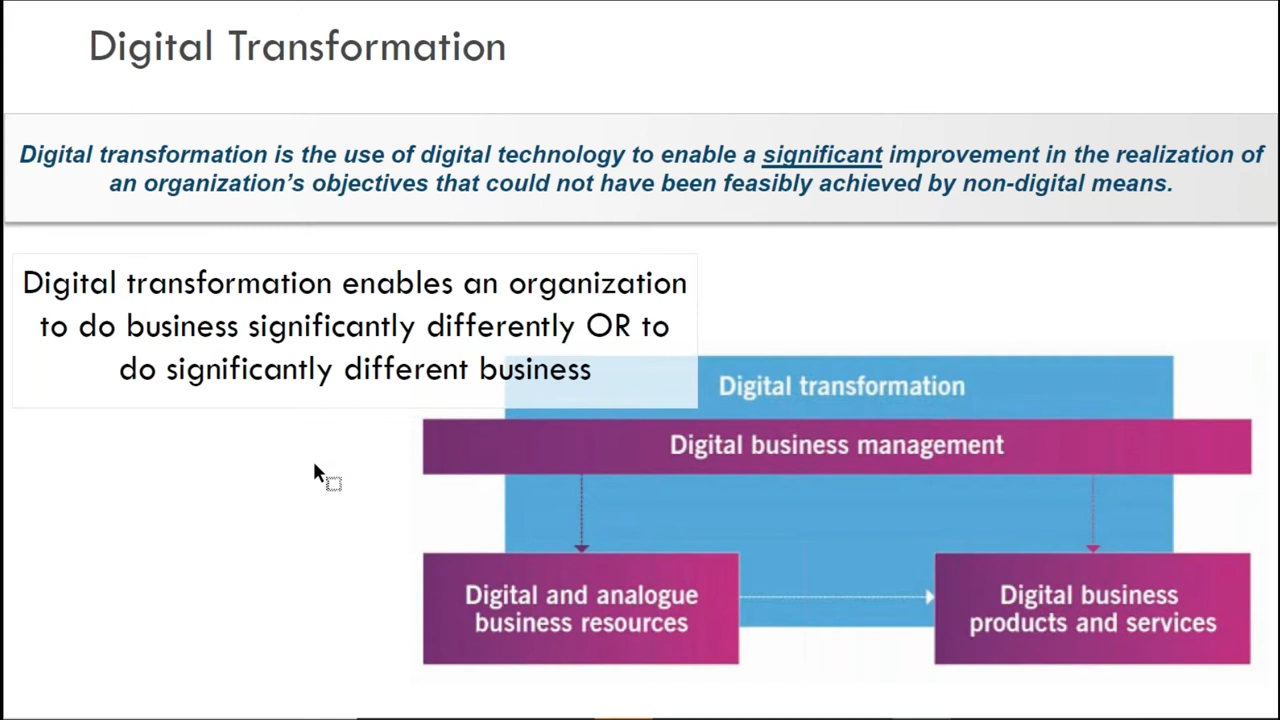 Digital Transformation
Digital transformation is the use of digital technology to enable a significant improvement in the realization of
an organization's objectives that could not have been feasibly achieved by non-digital means.
Digital transformation enables an organization
to do business significantly differently OR to
do significantly different business
Digital transformation
Digital business management
Digital and analogue
business resources
Digital business
products and services